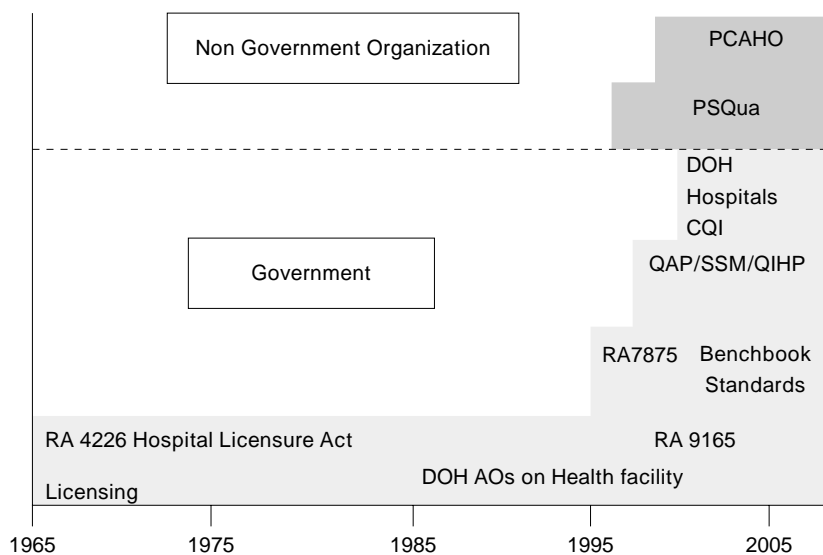 Non Government Organization
PCAHO
PSQua
DOH
Hospitals
CQI
Government
QAP/SSM/QIHP
RA7875 Benchbook
Standards
RA 4226 Hospital Licensure Act RA 9165
DOH AOs on Health facility
Licensing
1965 1975 1985 1995 2005